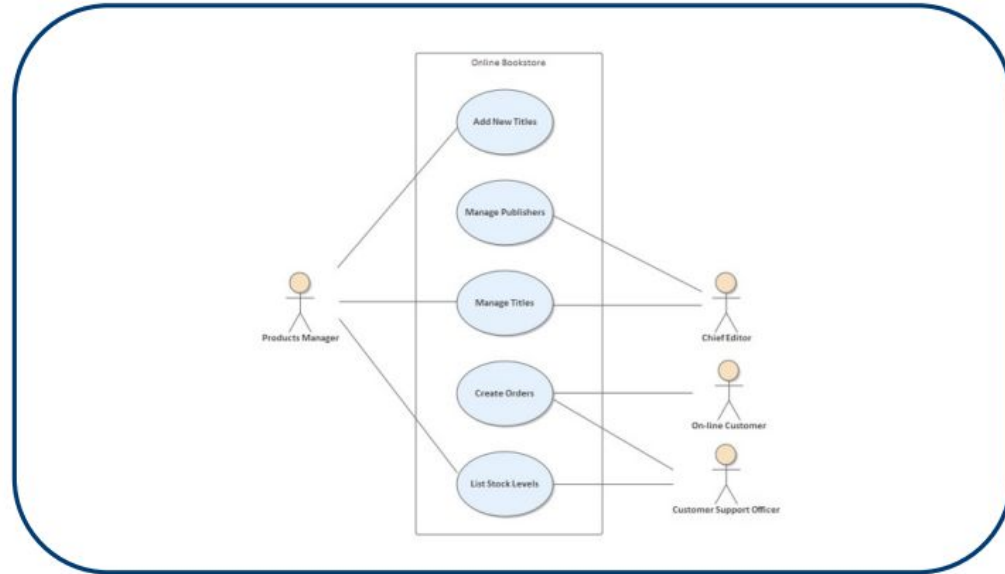 Online Bookstore
Add New Titles
Manage Publishers
Manage Titles
Products Manager
Chief Editor
Create Orders
On-line Customer
List Stock Levels
Customer Support Officer